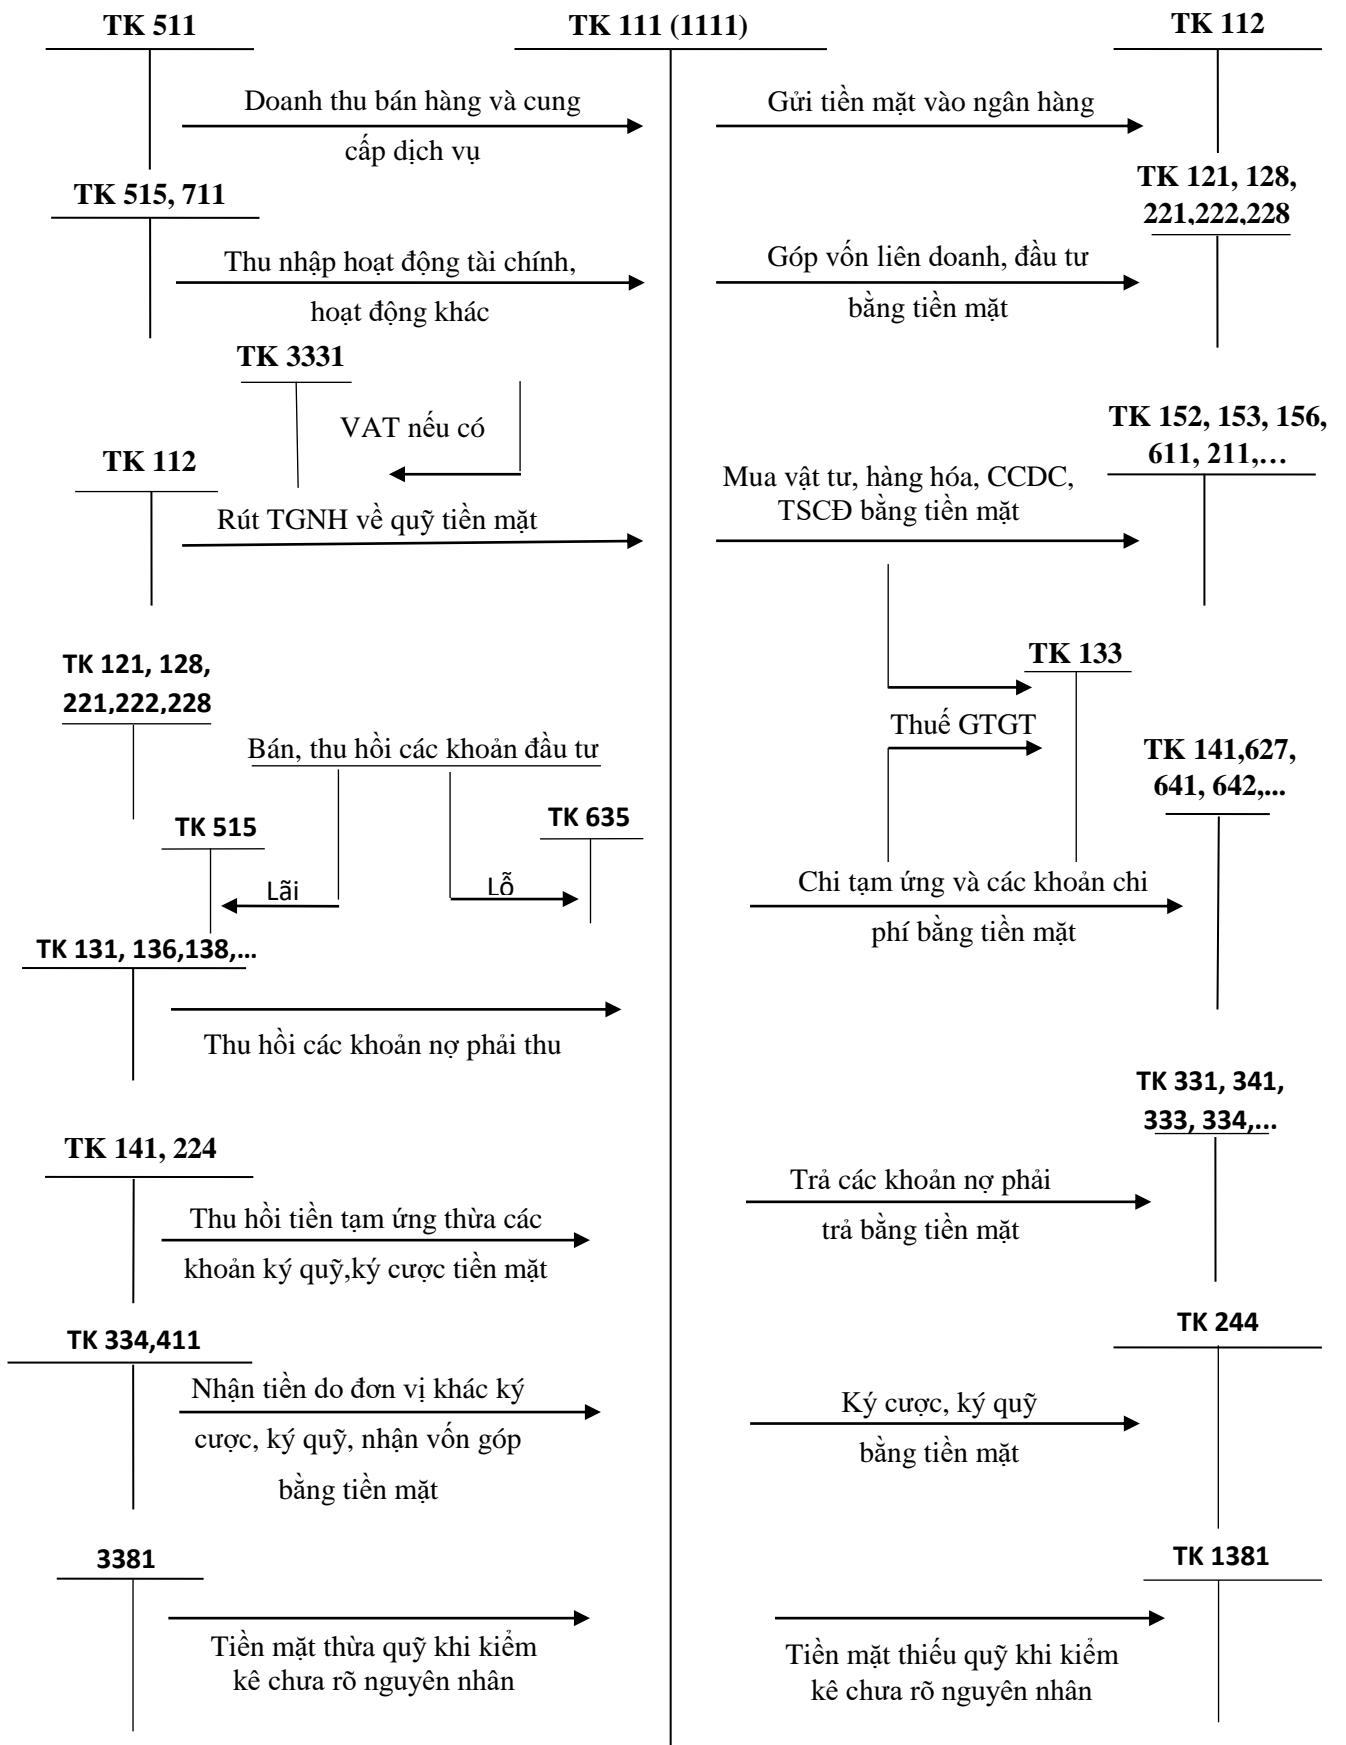 TK 511
TK 111 (1111)
TK 112
Doanh thu bán hàng và cung
cấp dịch vụ
Gửi tiền mặt vào ngân hàng
TK 515, 711
TK 121, 128,
221,222,228
Thu nhập hoạt động tài chính,
hoạt động khác
Góp vốn liên doanh, đầu tư
bằng tiền mặt
TK 3331
VAT nếu có
TK 112
Rút TGNH về quỹ tiền mặt
TK 152, 153, 156,
611, 211,…
Mua vật tư, hàng hóa, CCDC,
TSCĐ bằng tiền mặt
TK 133
Thuế GTGT
TK 121, 128,
221,222,228
Bán, thu hồi các khoản đầu tư
TK 515
TK 635
Lãi
Lỗ
TK 141,627,
641, 642,...
Chi tạm ứng và các khoản chi
phí bằng tiền mặt
TK 131, 136,138,…
Thu hồi các khoản nợ phải thu
TK 331, 341,
333, 334,...
TK 141, 224
Thu hồi tiền tạm ứng thừa các
khoản ký quỹ,ký cược tiền mặt
Trả các khoản nợ phải
trả bằng tiền mặt
TK 334,411
TK 244
Nhận tiền do đơn vị khác ký
cược, ký quỹ, nhận vốn góp
bằng tiền mặt
Ký cược, ký quỹ
bằng tiền mặt
3381
TK 1381
Tiền mặt thừa quỹ khi kiểm
kê chưa rõ nguyên nhân
Tiền mặt thiếu quỹ khi kiểm
kê chưa rõ nguyên nhân